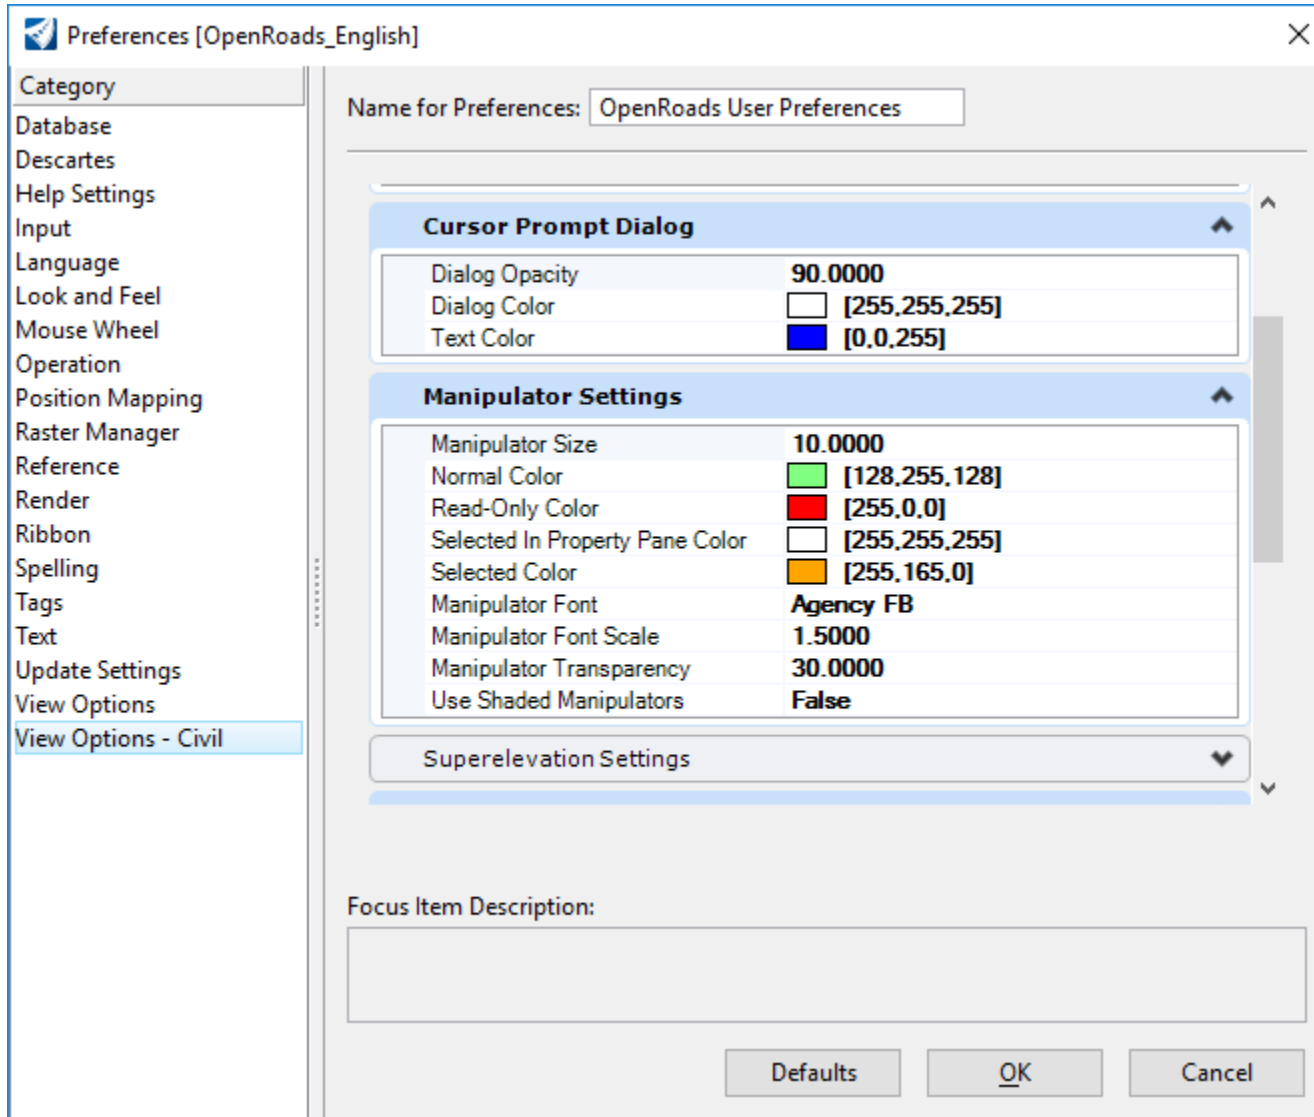 Preferences [OpenRoads_English]
Category
Database
Descartes
Help Settings
Input
Language
Look and Feel
Mouse Wheel
Operation
Position Mapping
Raster Manager
Reference
Render
Ribbon
Spelling
Tags
Text
Update Settings
View Options
View Options - Civil
Name for Preferences: OpenRoads User Preferences
Cursor Prompt Dialog
Dialog Opacity 90.0000
Dialog Color [255,255,255]
Text Color [0,0,255]
Manipulator Settings
Manipulator Size 10.0000
Normal Color [128,255,128]
Read-Only Color [255,0,0]
Selected In Property Pane Color [255,255,255]
Selected Color [255,165,0]
Manipulator Font Agency FB
Manipulator Font Scale 1.5000
Manipulator Transparency 30.0000
Use Shaded Manipulators False
Superelevation Settings
Focus Item Description:
Defaults OK Cancel